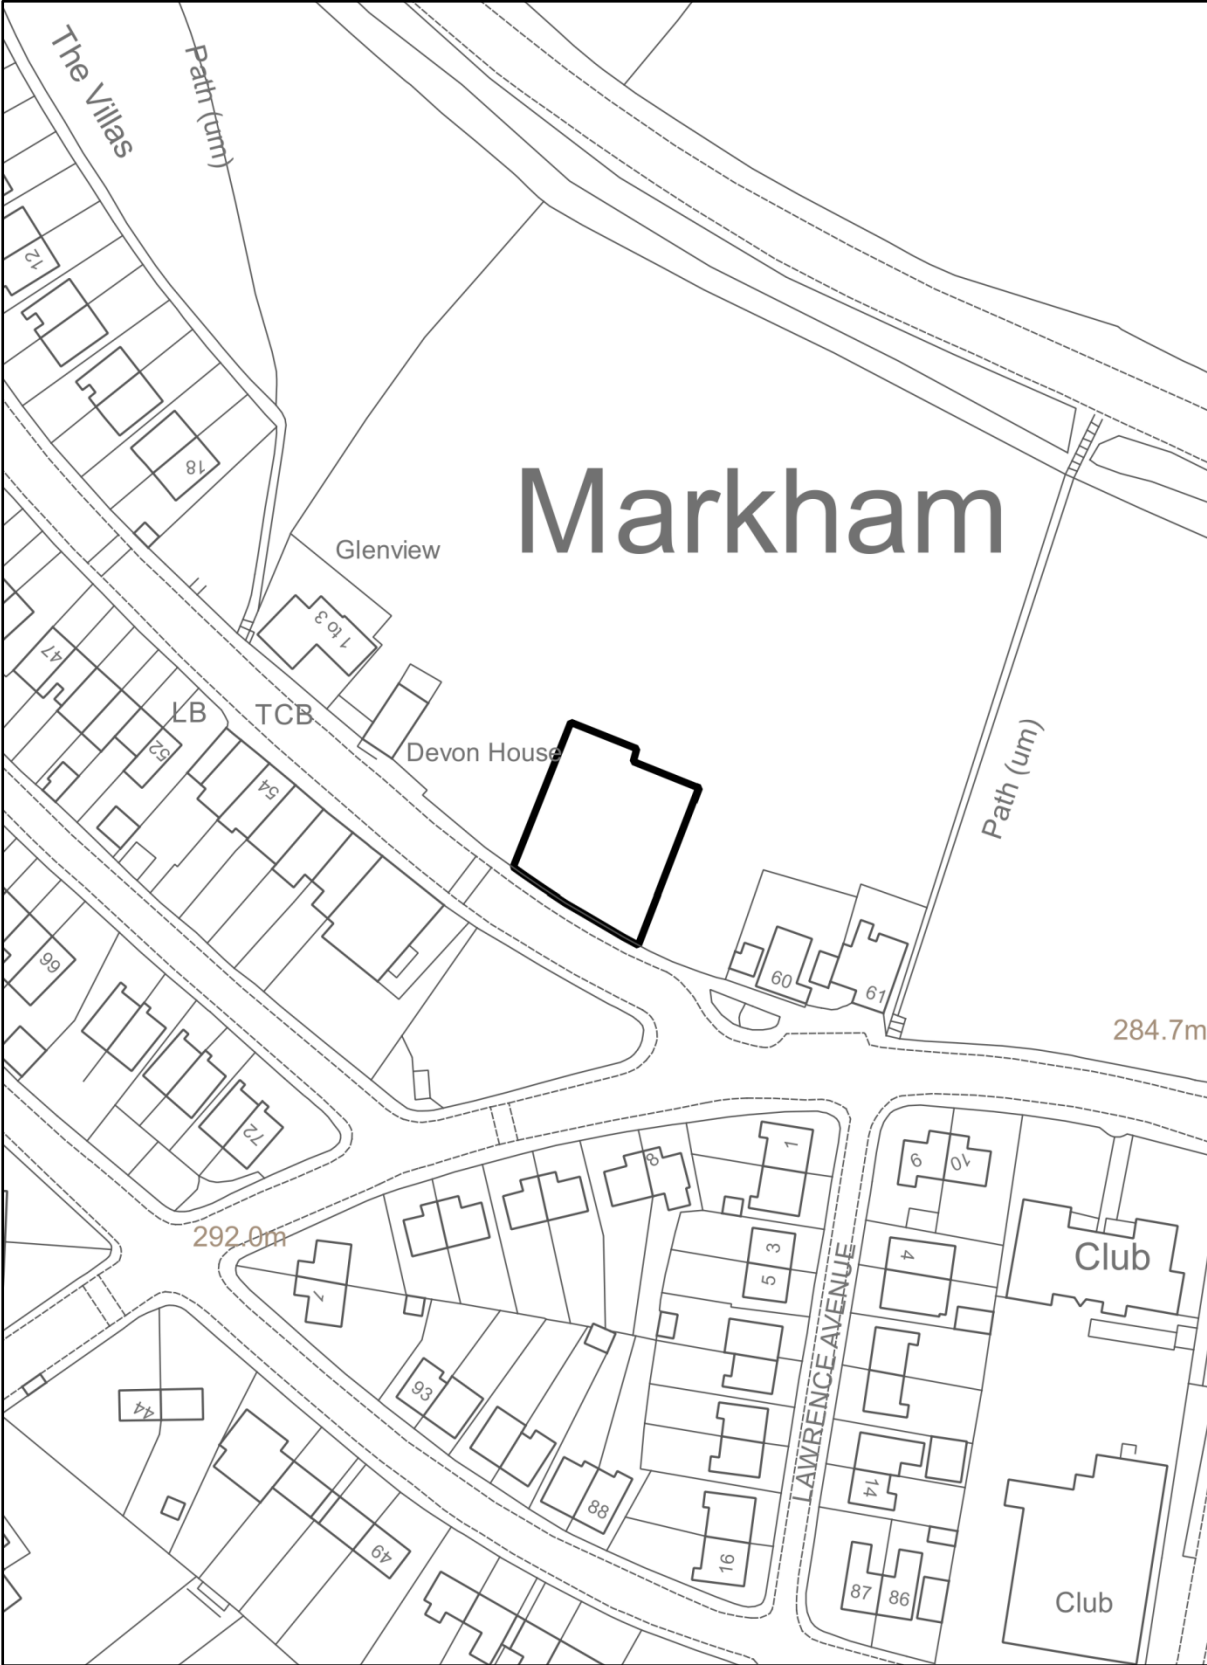 The Villas
Path (um)
12
18
Markham
Glenview
1 to 3
47
LB
TCB
52
Devon House
54
Path (um)
66
60
61
284.7m
72
8
1
9
10
292.0m
3
5
4
Club
7
LAWRENCE AVENUE
93
44
88
14
49
16
87
86
Club